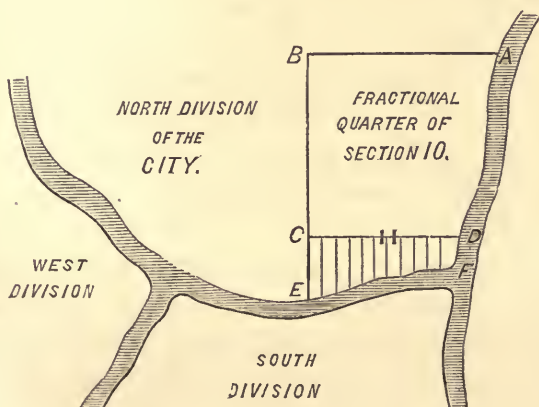 B
A
NORTH DIVISION
OF THE
CITY.
FRACTIONAL
QUARTER OF
SECTION 10.
C
H
D
WEST
DIVISION
F
E
SOUTH
DIVISION